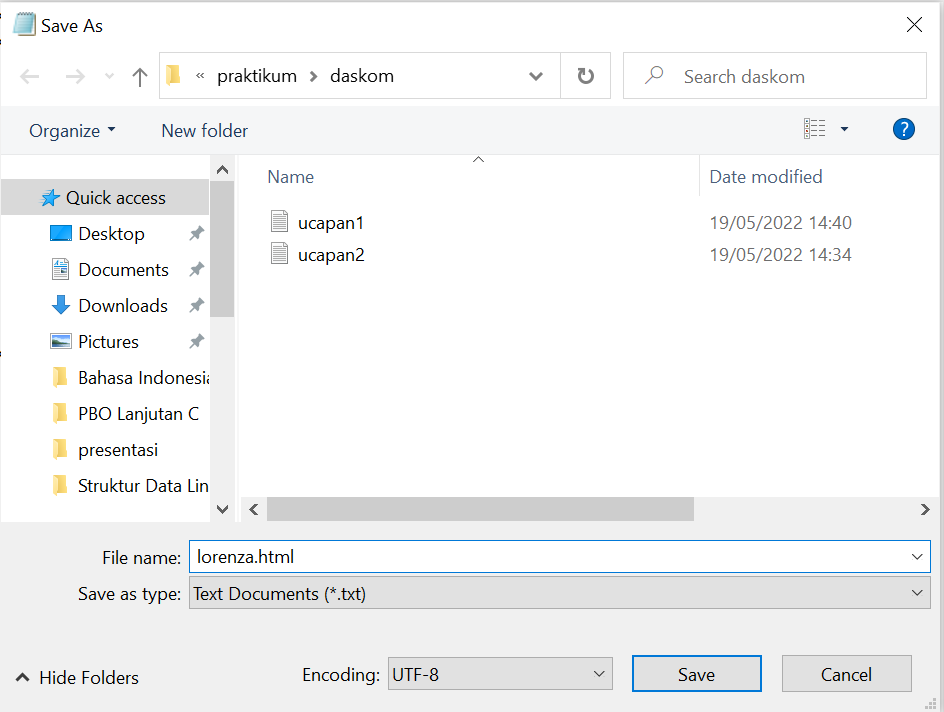 Save As
« praktikum > daskom
Search daskom
Organize
New folder
?
Name
Date modified
Quick access
Desktop
Documents
Downloads
Pictures
Bahasa Indonesia
PBO Lanjutan C
presentasi
Struktur Data Lin
ucapan1 19/05/2022 14:40
ucapan2 19/05/2022 14:34
File name: lorenza.html
Save as type: Text Documents (*.txt)
Hide Folders
Encoding: UTF-8
Save
Cancel